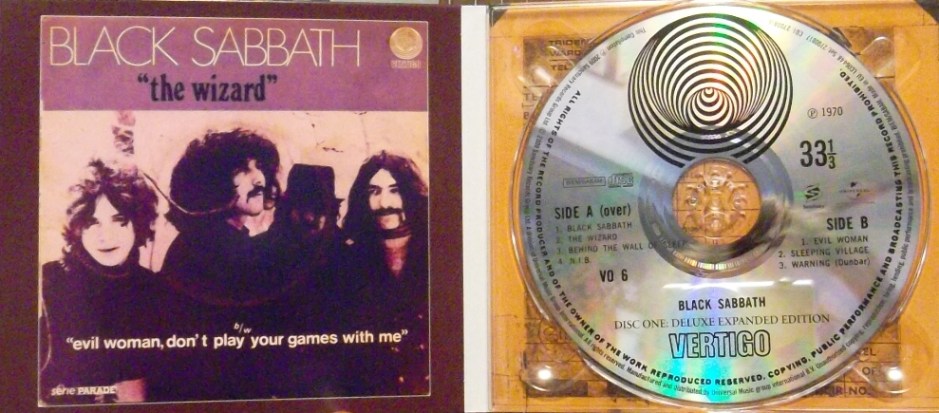 BLACK SABBATH
VERTIGO
"the wizard"
b/w
"evil woman, don't play your games with me"
série PARADE
℗ 1970
33 1/3
SIDE A (over)
1. BLACK SABBATH
2. THE WIZARD
3. BEHIND THE WALL OF SLEEP
4. N.I.B.
VO 6
SIDE B
1. EVIL WOMAN
2. SLEEPING VILLAGE
3. WARNING (Dunbar)
BLACK SABBATH
DISC ONE: DELUXE EXPANDED EDITION
VERTIGO
ALL RIGHTS OF THE RECORD PRODUCER AND OF THE OWNER OF THE WORK REPRODUCED RESERVED. COPYING, PUBLIC PERFORMANCE AND BROADCASTING THIS RECORD PROHIBITED.